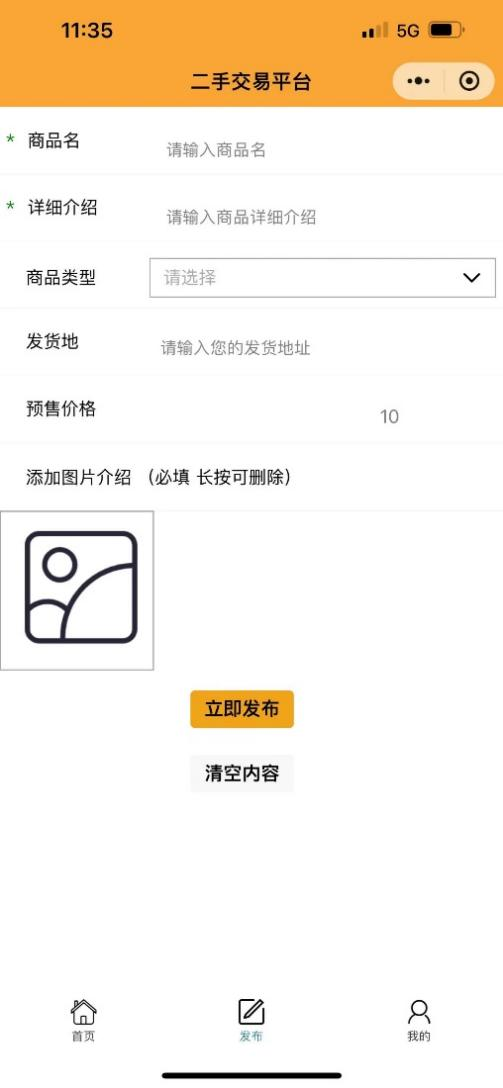 11:35 5G
二手交易平台
* 商品名 请输入商品名
* 详细介绍 请输入商品详细介绍
商品类型 请选择
发货地 请输入您的发货地址
预售价格 10
添加图片介绍 （必填 长按可删除）
立即发布
清空内容
首页 发布 我的